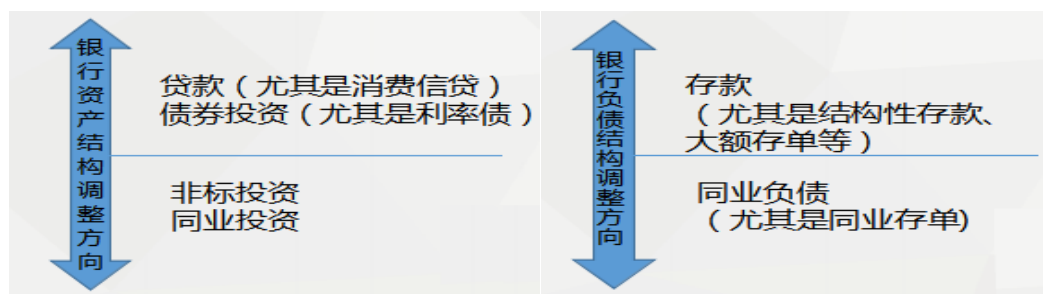 银行资产结构调整方向
贷款（尤其是消费信贷）
债券投资（尤其是利率债）
非标投资
同业投资
银行负债结构调整方向
存款
（尤其是结构性存款、
大额存单等）
同业负债
（尤其是同业存单)